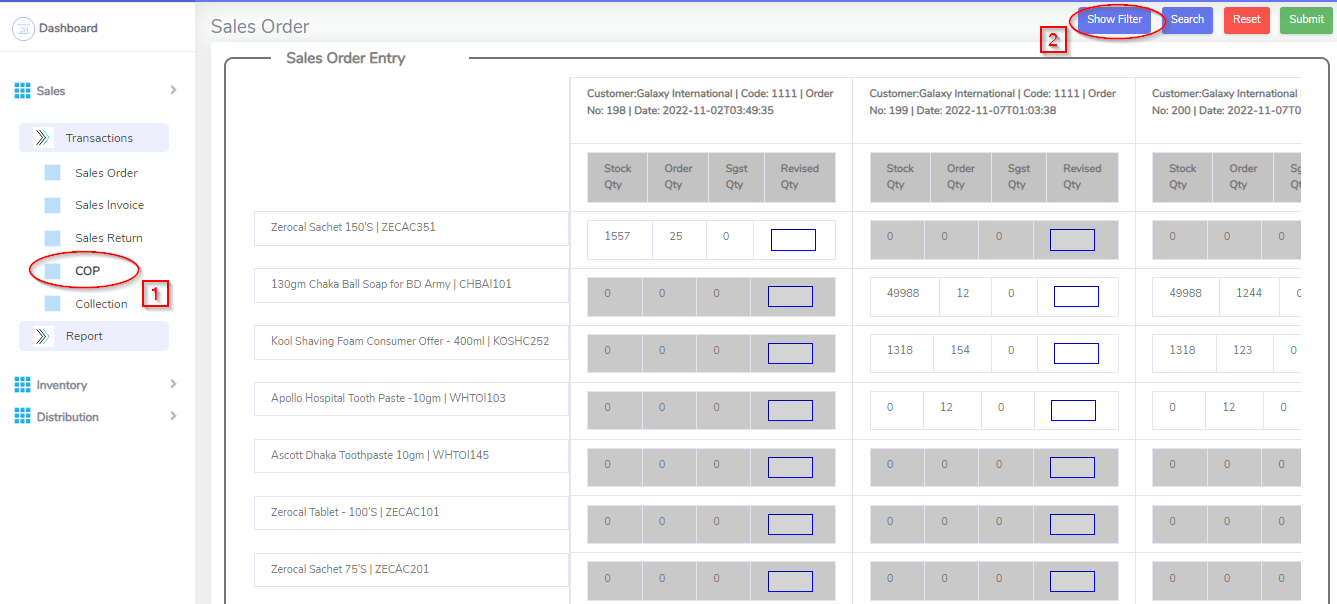 Dashboard
Sales
Transactions
Sales Order
Sales Invoice
Sales Return
COP
1
Collection
Report
Inventory
Distribution
Sales Order
2
Show Filter
Search
Reset
Submit
Sales Order Entry
Customer:Galaxy International | Code: 1111 | Order
No: 198 | Date: 2022-11-02T03:49:35
Customer:Galaxy International | Code: 1111 | Order
No: 199 | Date: 2022-11-07T01:03:38
Customer:Galaxy International
No: 200 | Date: 2022-11-07T0
Stock Order Sgst Revised Stock Order Sgst Revised Stock Order Sg
Qty Qty Qty Qty Qty Qty Qty Qty Qty Qty Qt
Zerocal Sachet 150'S | ZECAC351 1557 25 0 0 0 0 0 0 0
130gm Chaka Ball Soap for BD Army | CHBAI101 0 0 0 49988 12 0 49988 1244 0
Kool Shaving Foam Consumer Offer - 400ml | KOSHC252 0 0 0 1318 154 0 1318 123 0
Apollo Hospital Tooth Paste -10gm | WHTOI103 0 0 0 0 12 0 0 12 0
Ascott Dhaka Toothpaste 10gm | WHTOI145 0 0 0 0 0 0 0 0 0
Zerocal Tablet - 100'S | ZECAC101 0 0 0 0 0 0 0 0 0
Zerocal Sachet 75'S | ZECAC201 0 0 0 0 0 0 0 0 0